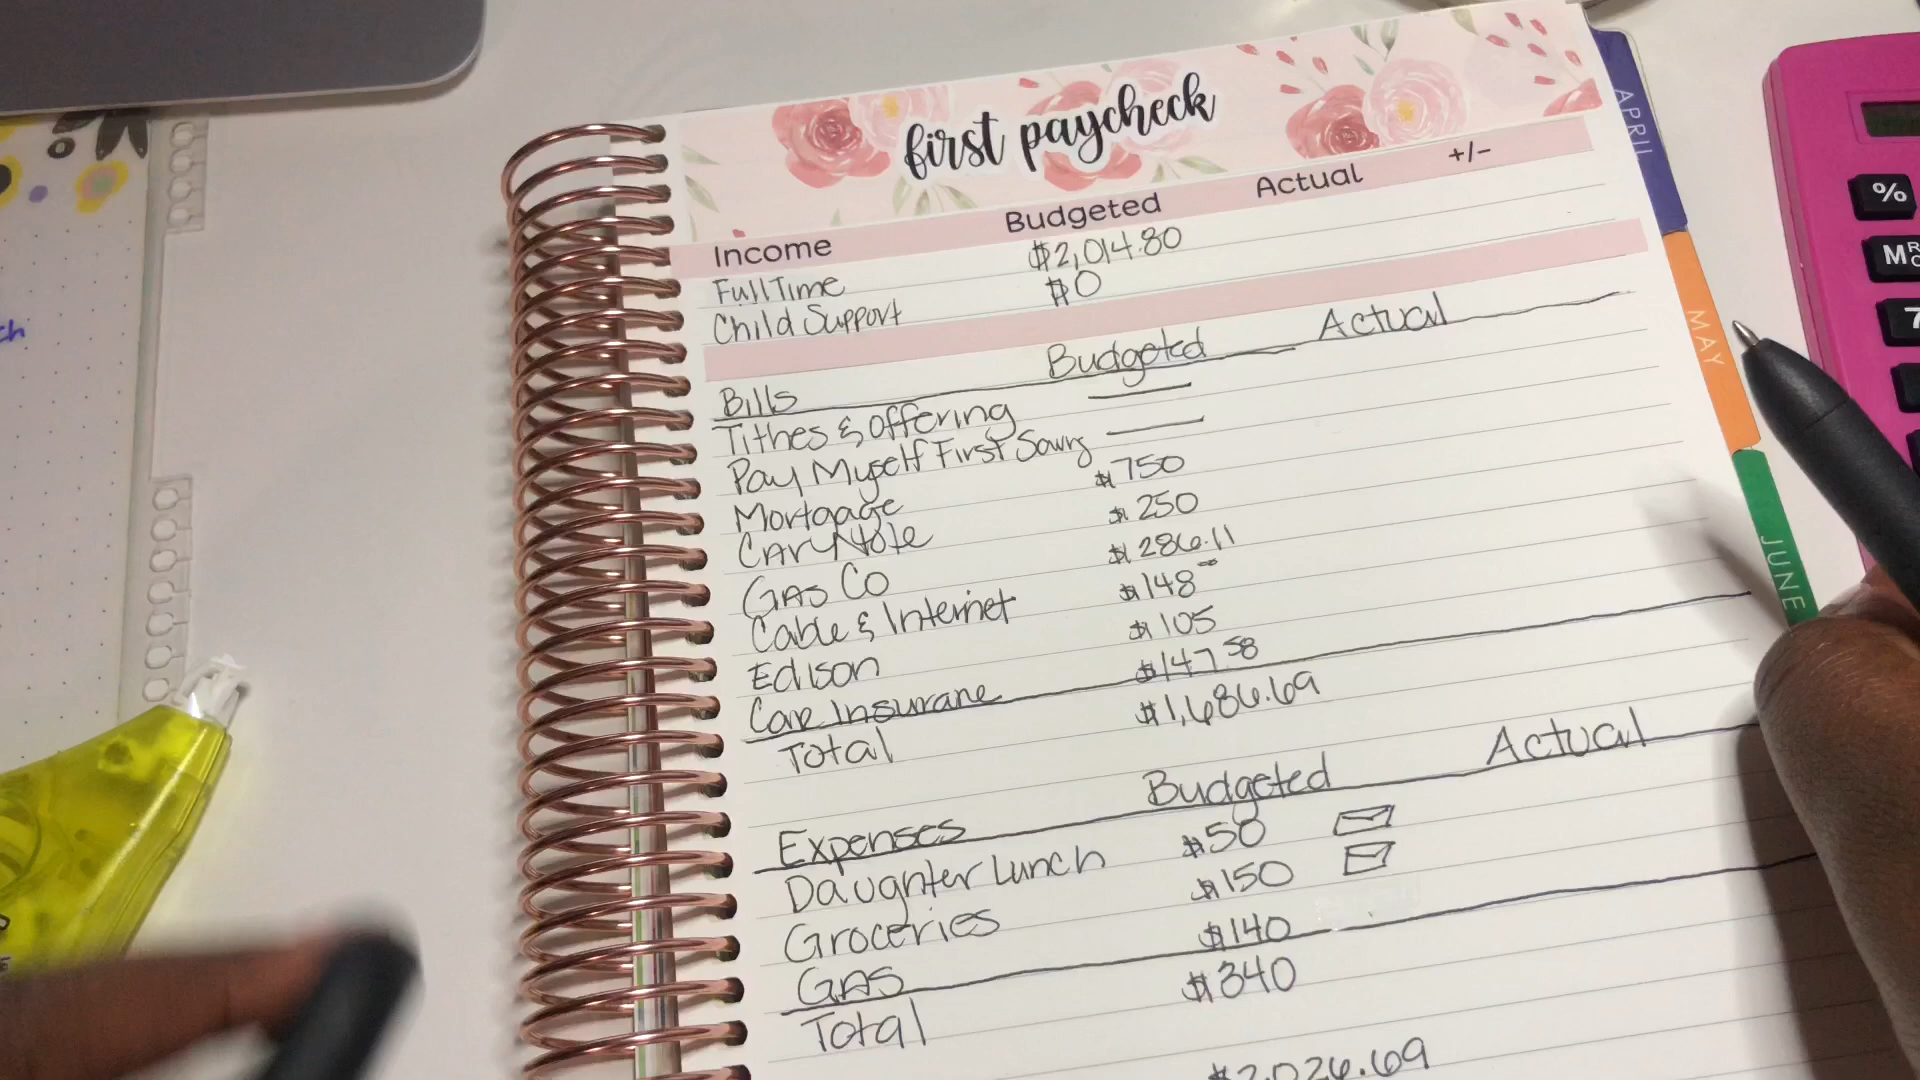 first paycheck
Income Budgeted Actual +/-
Full Time $2,014.80
Child Support $0
Bills Budgeted Actual
Tithes & Offering
Pay Myself First
Mortgage $750
CAR Note $250
GAS Co $286.11
Cable & Internet $148
Edison $105
Care Insurane $147.58
Total $1,686.69
Expenses Budgeted Actual
Daughter Lunch $50
Groceries $150
GAS $140
Total $340
$2,026.69
APRIL
MAY
JUNE
%
7